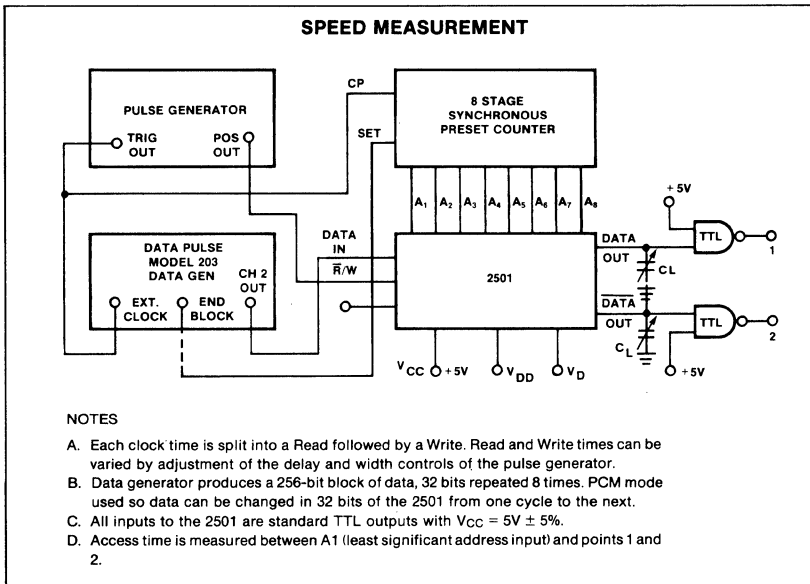 SPEED MEASUREMENT
PULSE GENERATOR
TRIG
OUT
POS
OUT
CP
SET
8 STAGE
SYNCHRONOUS
PRESET COUNTER
A1 A2 A3 A4 A5 A6 A7 A8
DATA PULSE
MODEL 203
DATA GEN
CH 2
OUT
EXT.
CLOCK
END
BLOCK
DATA
IN
R̅/W
2501
DATA
OUT
D̅A̅T̅A̅
OUT
CL
CL
+5V
TTL
1
TTL
2
+5V
VCC +5V
VDD
VD
NOTES
A. Each clock time is split into a Read followed by a Write. Read and Write times can be
varied by adjustment of the delay and width controls of the pulse generator.
B. Data generator produces a 256-bit block of data, 32 bits repeated 8 times. PCM mode
used so data can be changed in 32 bits of the 2501 from one cycle to the next.
C. All inputs to the 2501 are standard TTL outputs with VCC = 5V ± 5%.
D. Access time is measured between A1 (least significant address input) and points 1 and
2.